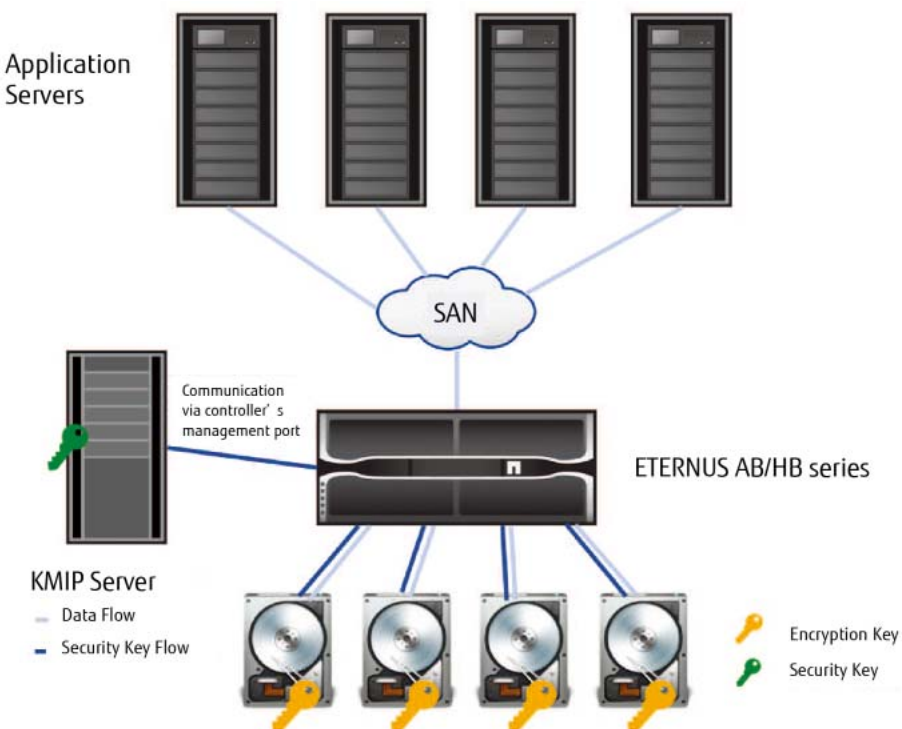 Application
Servers
SAN
Communication
via controller' s
management port
ETERNUS AB/HB series
KMIP Server
Data Flow
Security Key Flow
Encryption Key
Security Key